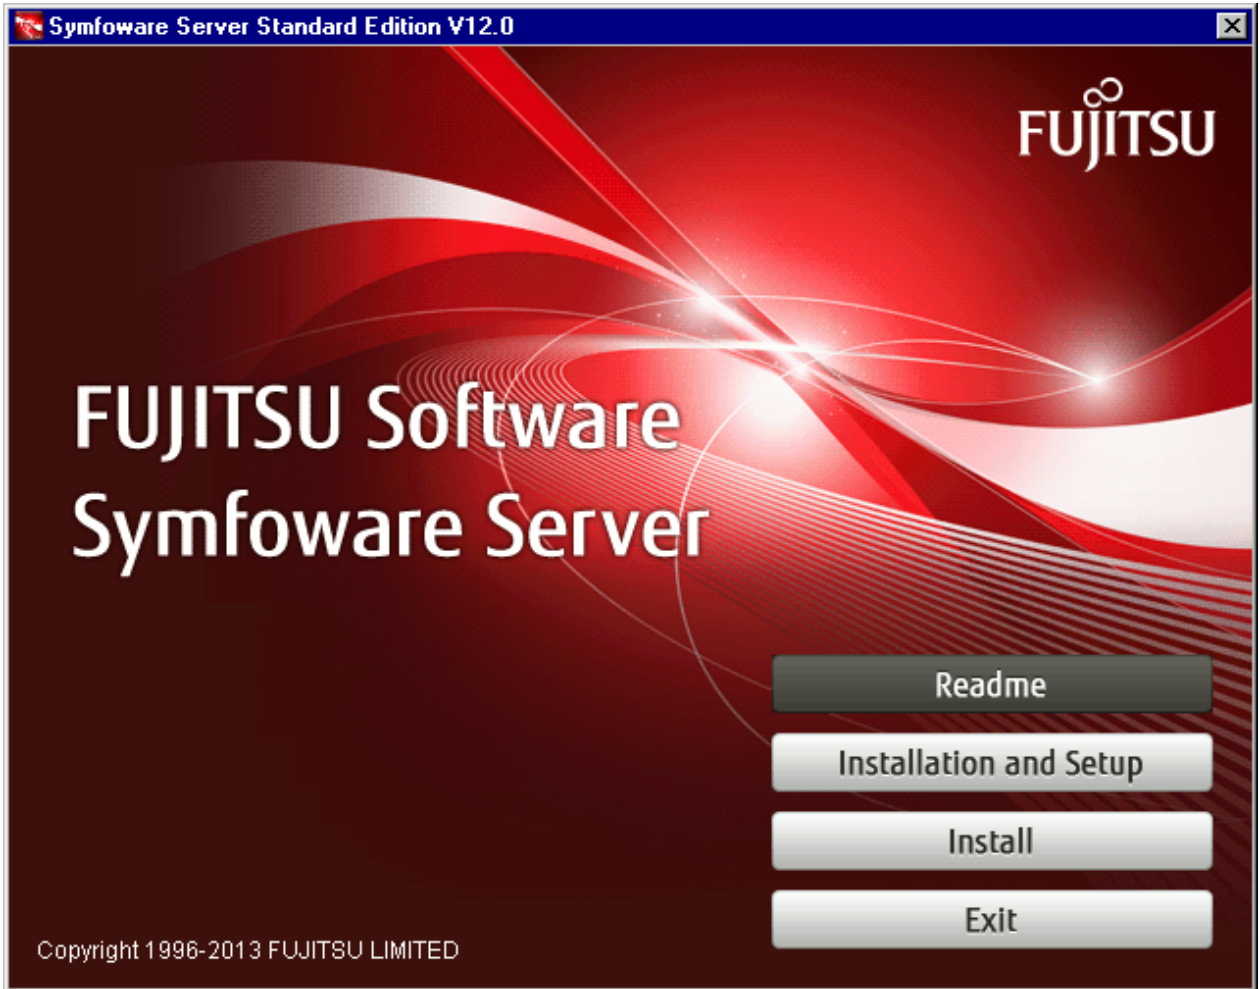 Symfoware Server Standard Edition V12.0
FUJITSU
FUJITSU Software
Symfoware Server
Readme
Installation and Setup
Install
Exit
Copyright 1996-2013 FUJITSU LIMITED